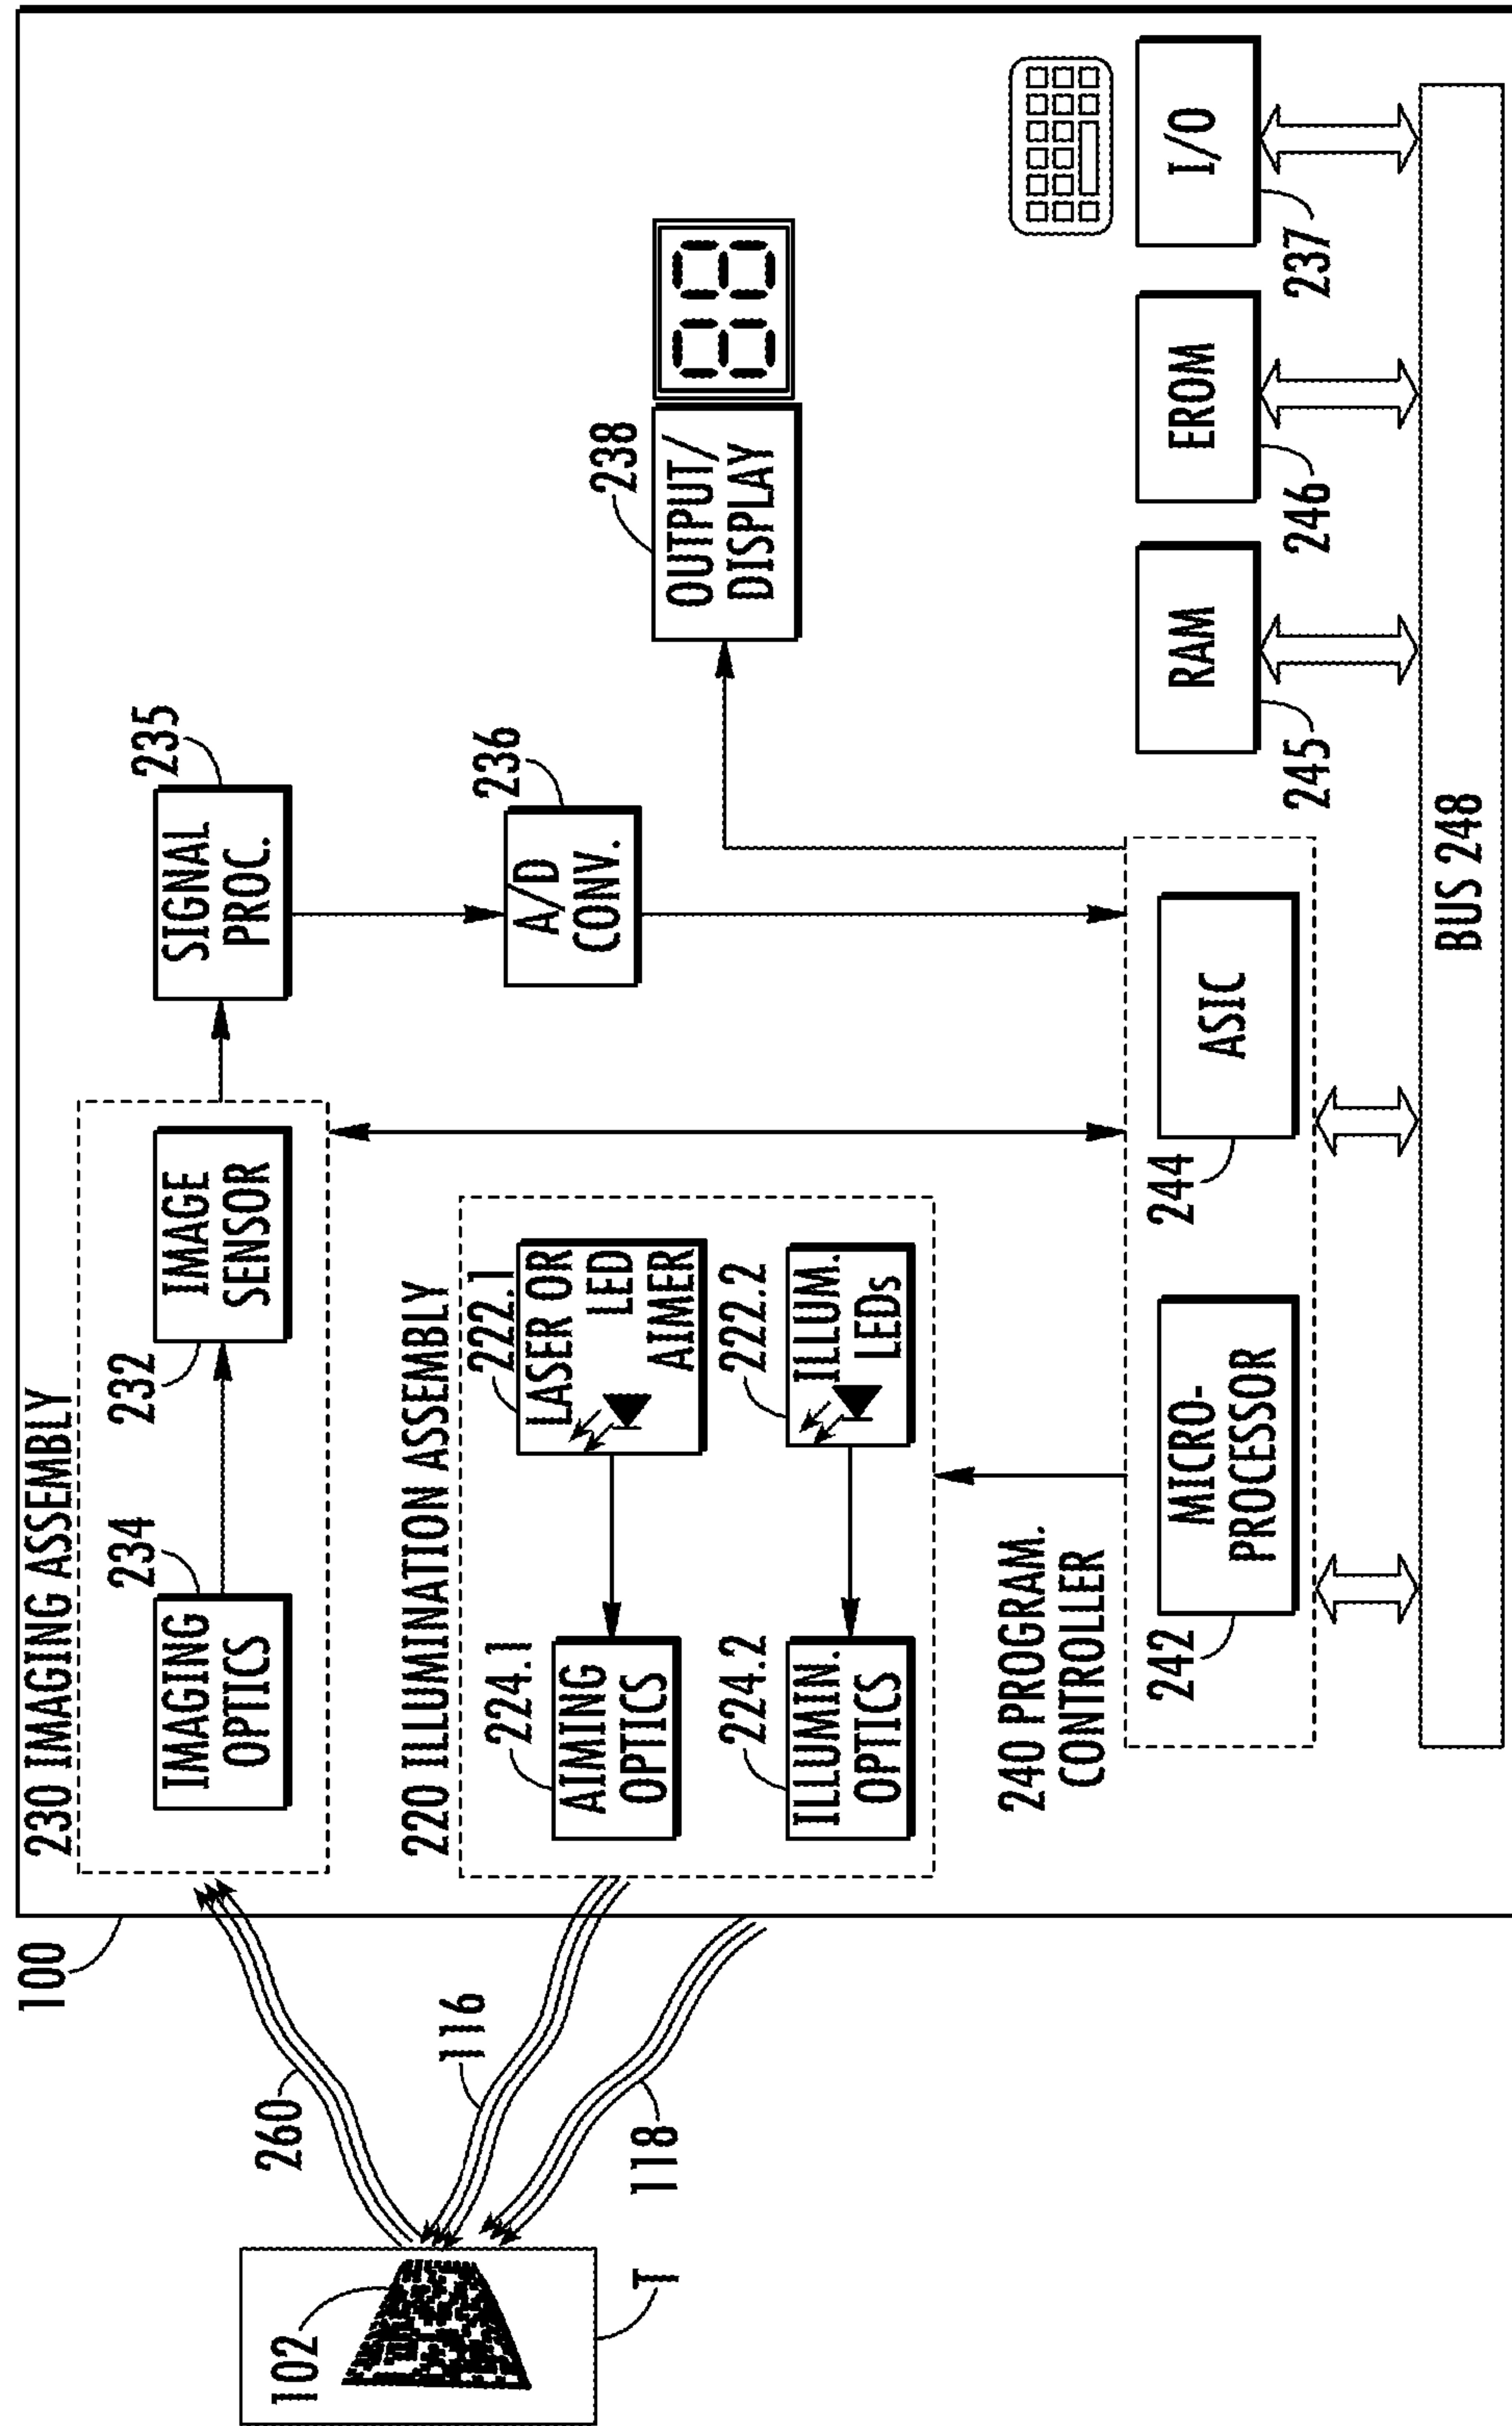 100
230 IMAGING ASSEMBLY
234
232
235
IMAGING
OPTICS
IMAGE
SENSOR
SIGNAL
PROC.
260
116
118
102
T
220 ILLUMINATION ASSEMBLY
224.1
222.1
AIMING
OPTICS
LASER OR
LED
AIMER
224.2
222.2
ILLUMIN.
OPTICS
ILLUM.
LEDs
236
A/D
CONV.
238
OUTPUT/
DISPLAY
88
240 PROGRAM.
CONTROLLER
242
MICRO-
PROCESSOR
244
ASIC
RAM
245
EROM
246
I/O
237
BUS 248